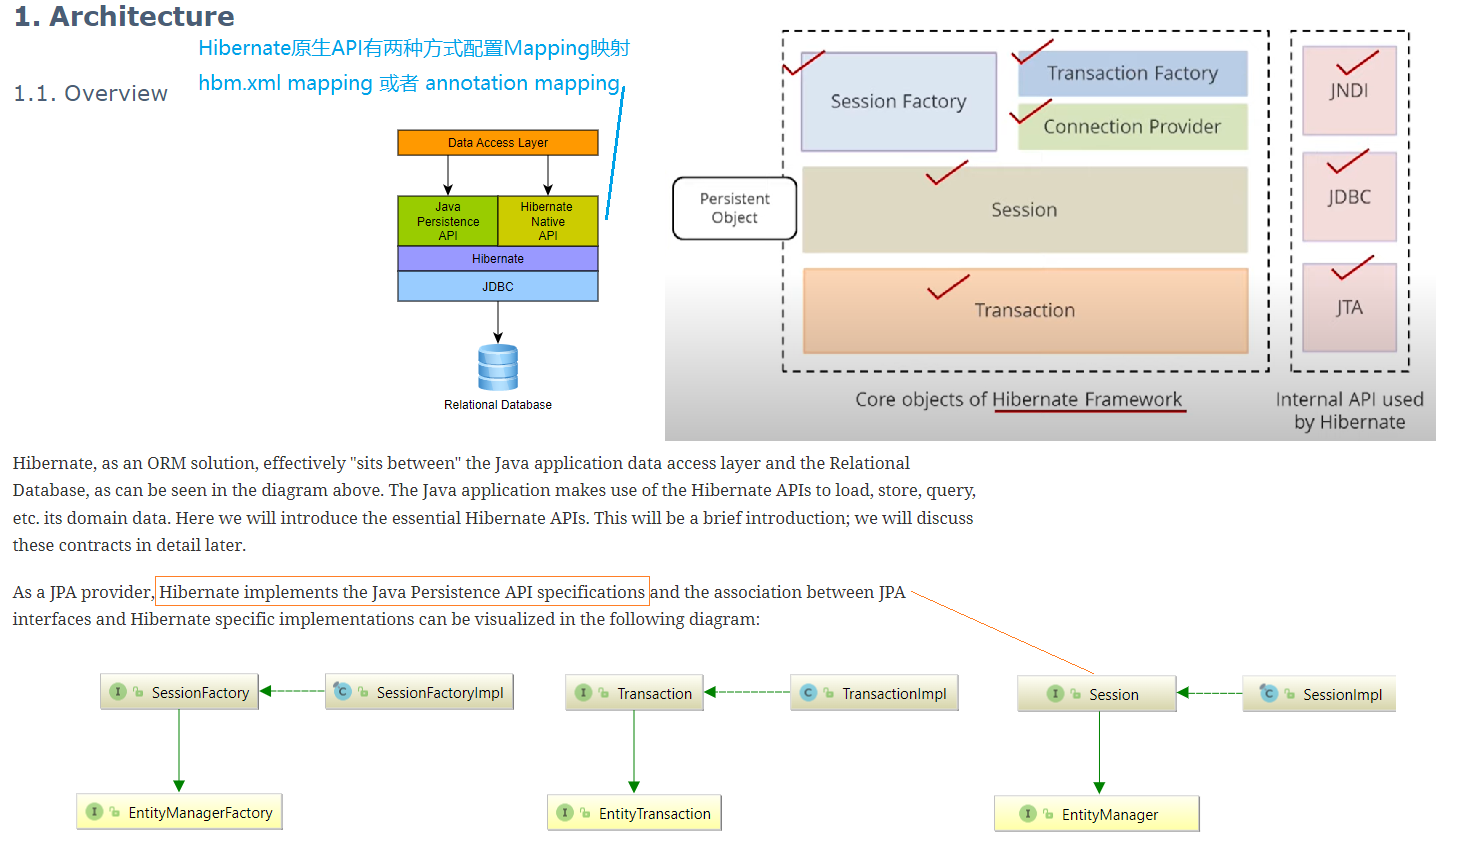 1. Architecture
Hibernate原生API有两种方式配置Mapping映射
hbm.xml mapping 或者 annotation mapping
1.1. Overview
Data Access Layer
Java
Persistence
API
Hibernate
Native
API
Hibernate
JDBC
Relational Database
Persistent
Object
Session Factory
Transaction Factory
Connection Provider
Session
Transaction
Core objects of Hibernate Framework
JNDI
JDBC
JTA
Internal API used
by Hibernate
Hibernate, as an ORM solution, effectively "sits between" the Java application data access layer and the Relational
Database, as can be seen in the diagram above. The Java application makes use of the Hibernate APIs to load, store, query,
etc. its domain data. Here we will introduce the essential Hibernate APIs. This will be a brief introduction; we will discuss
these contracts in detail later.
As a JPA provider, Hibernate implements the Java Persistence API specifications and the association between JPA
interfaces and Hibernate specific implementations can be visualized in the following diagram:
I SessionFactory
C SessionFactoryImpl
I Transaction
C TransactionImpl
I Session
C SessionImpl
I EntityManagerFactory
I EntityTransaction
I EntityManager